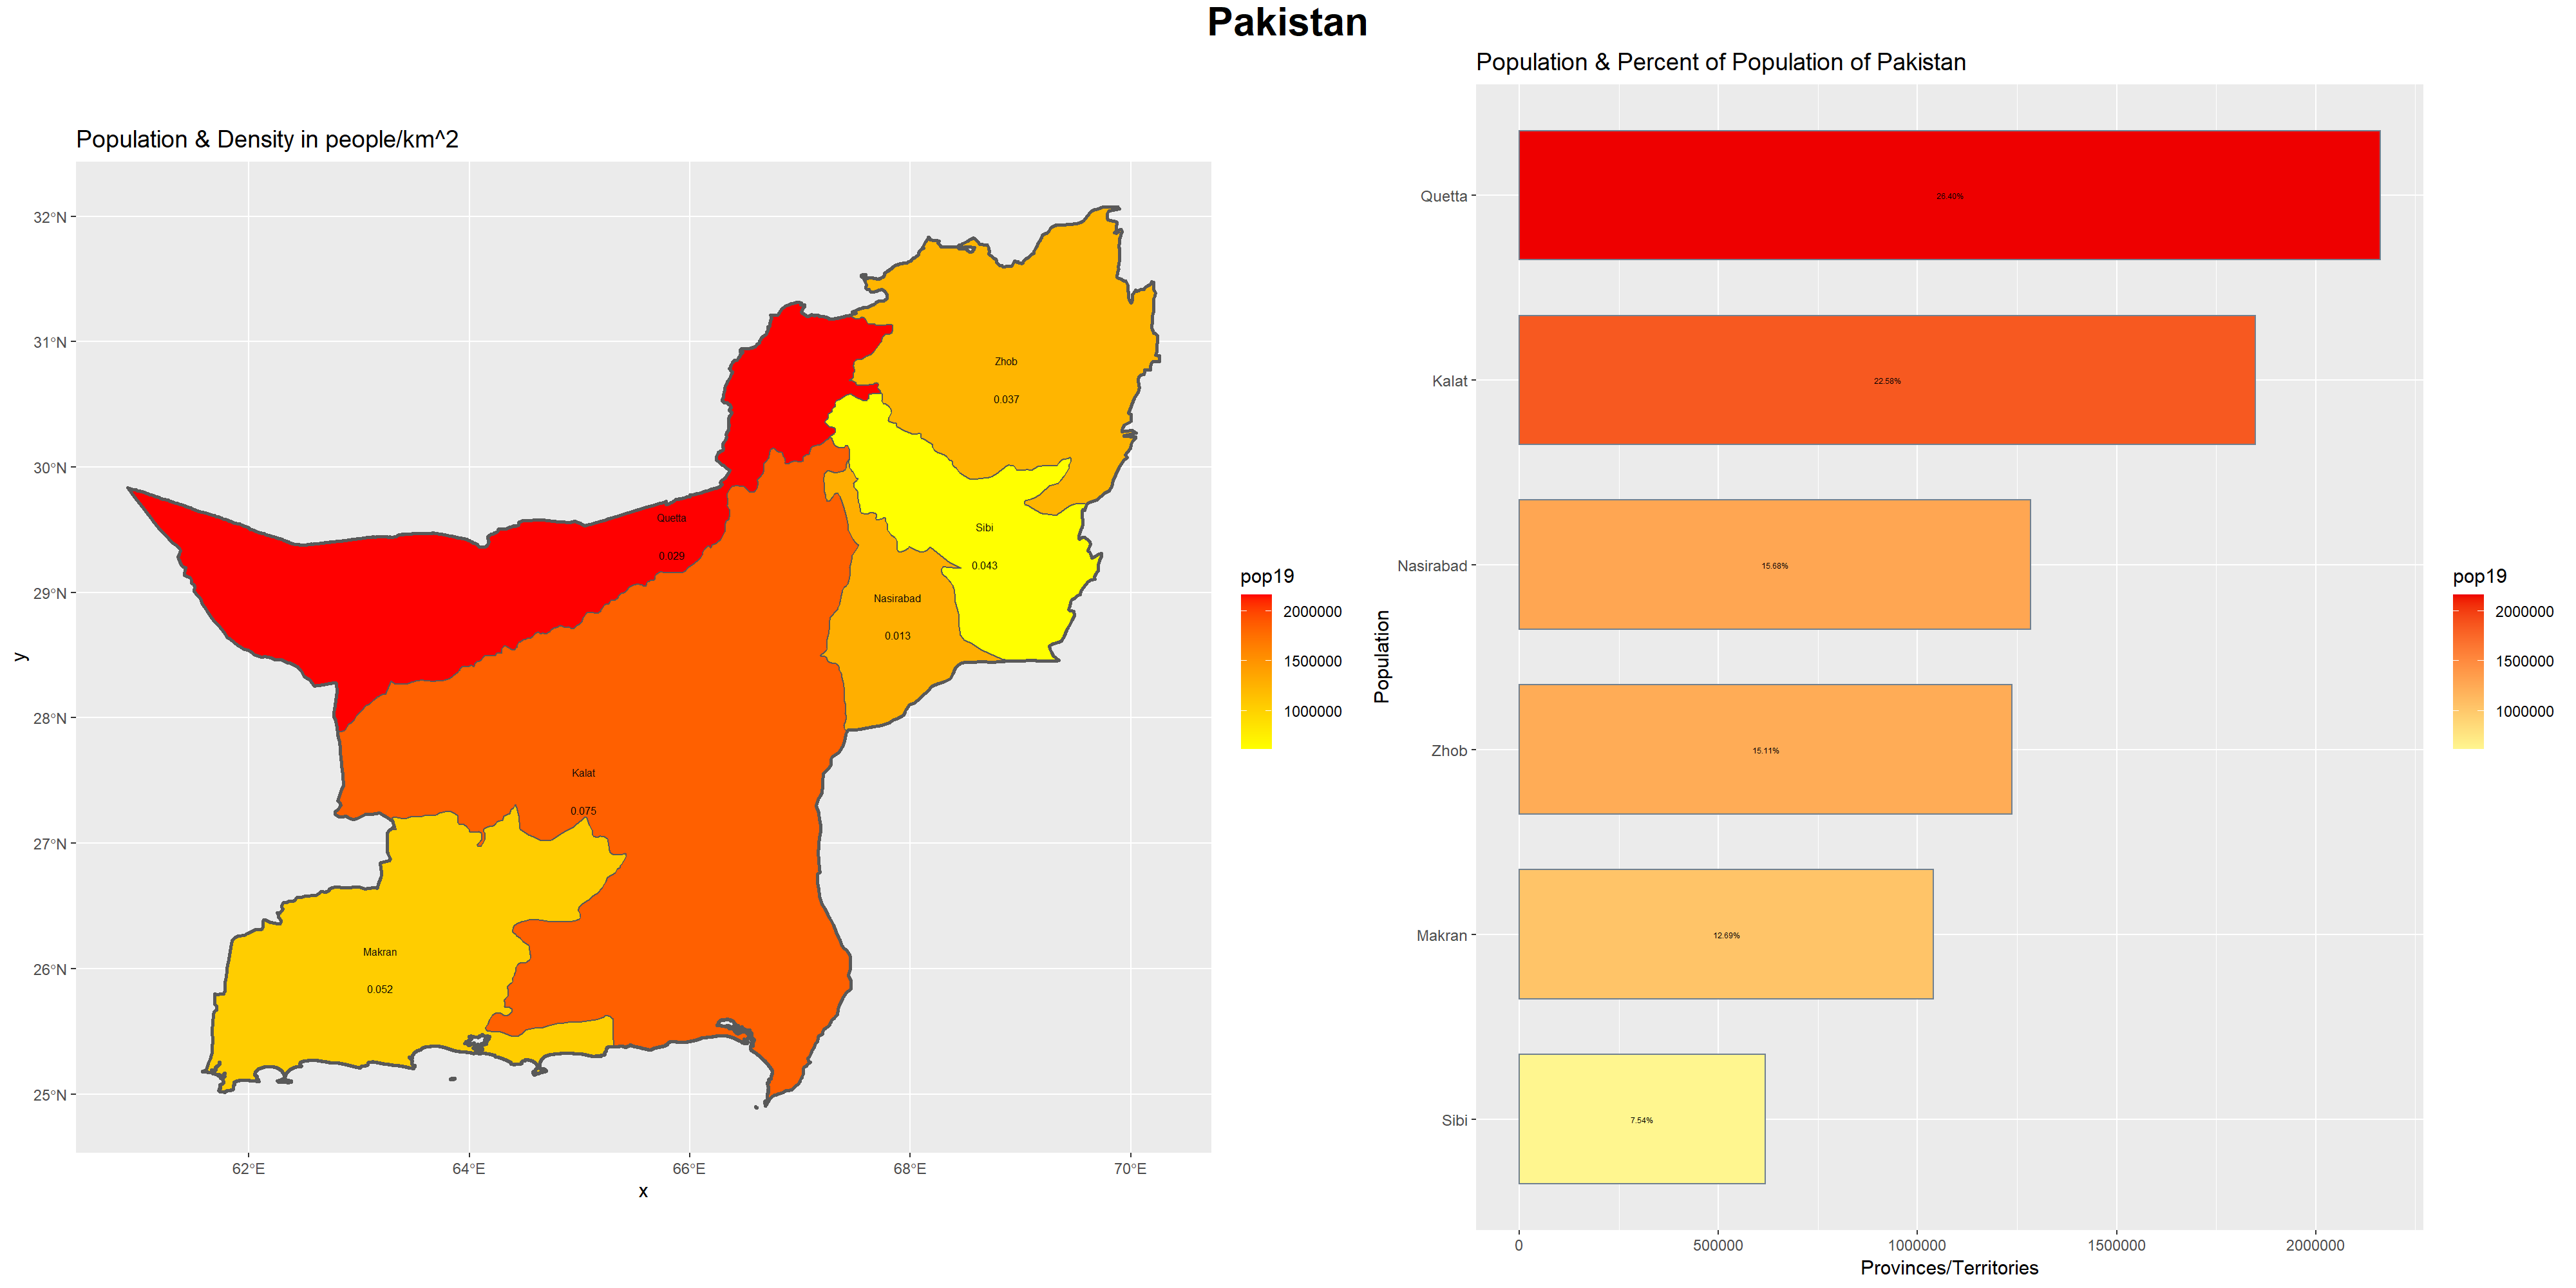 Pakistan
Population & Density in people/km^2
32°N
31°N
30°N
29°N
28°N
27°N
26°N
25°N
y
62°E
64°E
66°E
68°E
70°E
x
Zhob
0.037
Quetta
0.029
Sibi
0.043
Nasirabad
0.013
Kalat
0.075
Makran
0.052
pop19
2000000
1500000
1000000
Population & Percent of Population of Pakistan
Population
Quetta
26.40%
Kalat
22.58%
Nasirabad
15.68%
Zhob
15.11%
Makran
12.69%
Sibi
7.54%
0
500000
1000000
1500000
2000000
Provinces/Territories
pop19
2000000
1500000
1000000